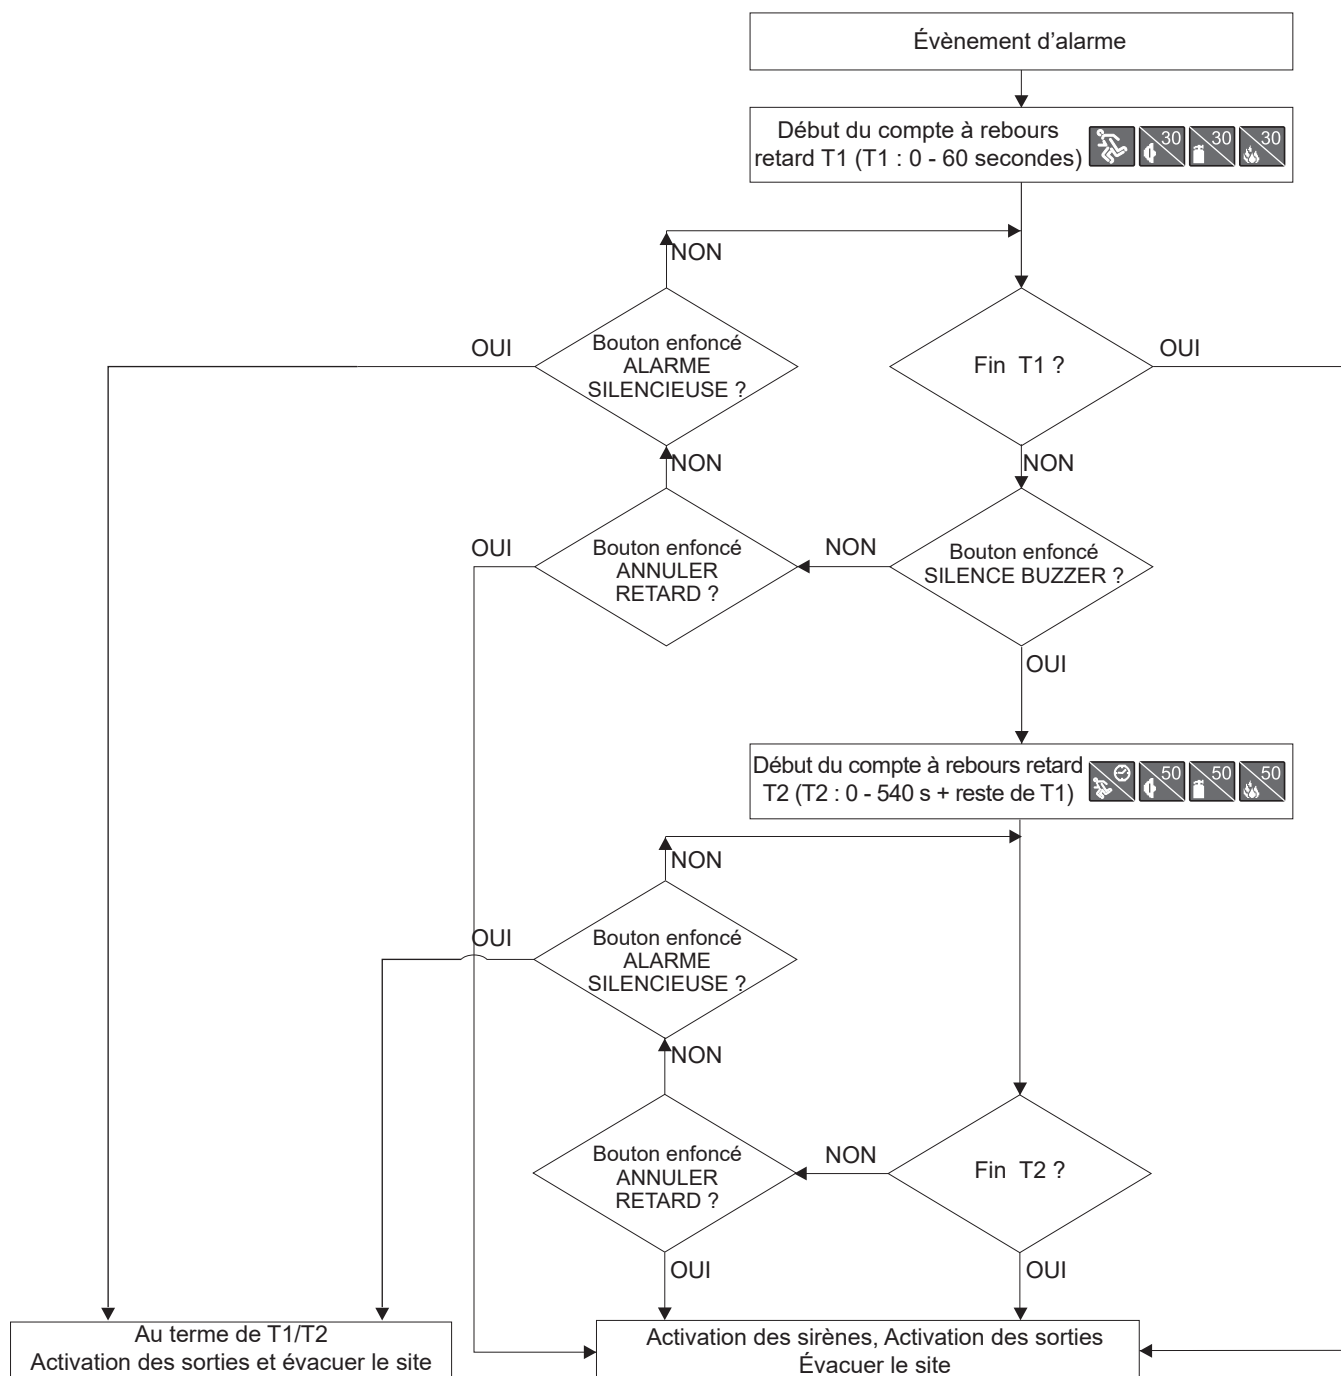 Évènement d’alarme
Début du compte à rebours
retard T1 (T1 : 0 - 60 secondes)
30
30
30
NON
Bouton enfoncé
ALARME
SILENCIEUSE ?
OUI
Fin T1 ?
OUI
NON
NON
Bouton enfoncé
ANNULER
RETARD ?
OUI
NON
Bouton enfoncé
SILENCE BUZZER ?
OUI
Début du compte à rebours retard
T2 (T2 : 0 - 540 s + reste de T1)
50
50
50
NON
Bouton enfoncé
ALARME
SILENCIEUSE ?
OUI
NON
Bouton enfoncé
ANNULER
RETARD ?
NON
Fin T2 ?
OUI
OUI
Au terme de T1/T2
Activation des sorties et évacuer le site
Activation des sirènes, Activation des sorties
Évacuer le site